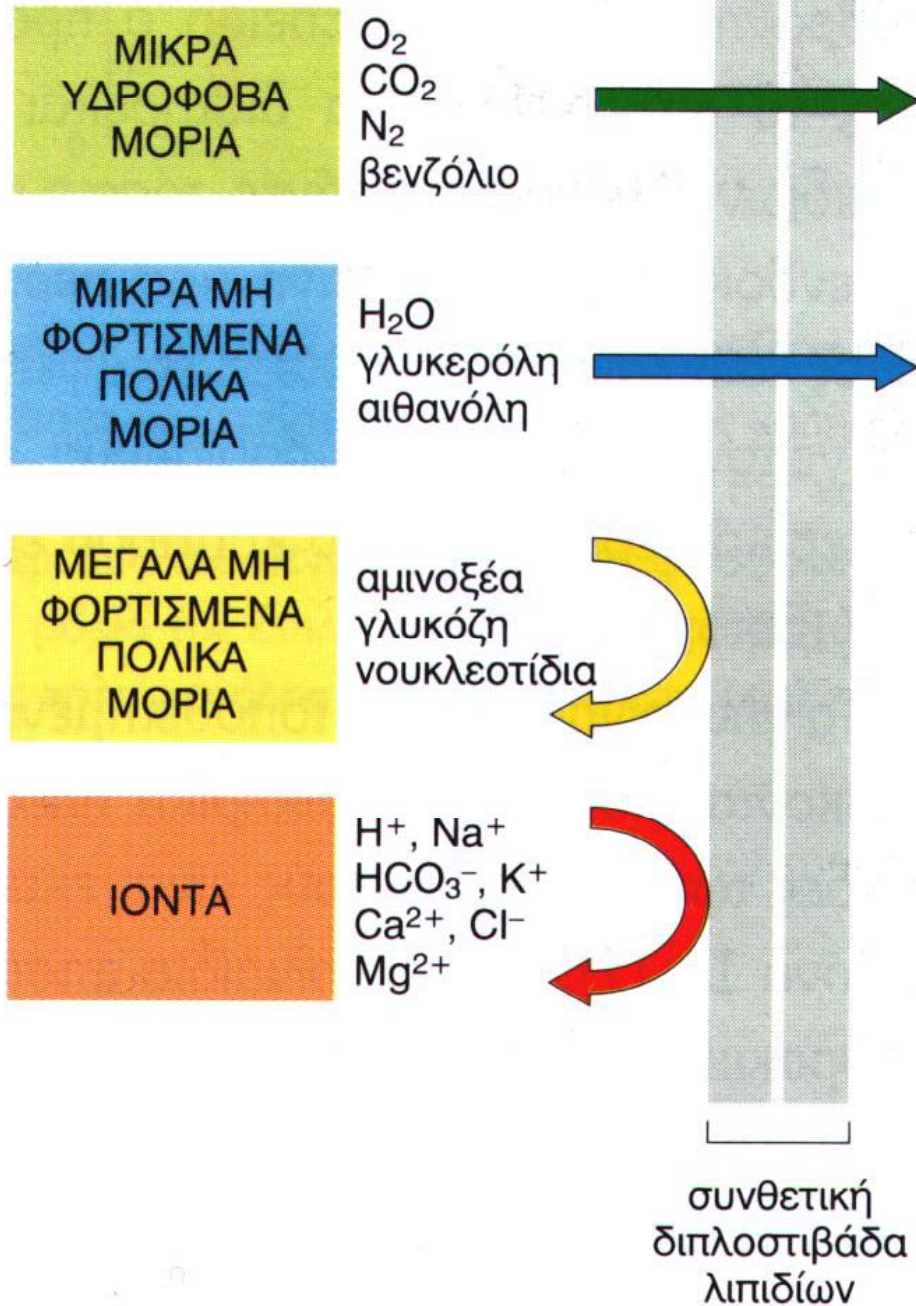 ΜΙΚΡΑ
ΥΔΡΟΦΟΒΑ
ΜΟΡΙΑ
O₂
CO₂
N₂
βενζόλιο
ΜΙΚΡΑ ΜΗ
ΦΟΡΤΙΣΜΕΝΑ
ΠΟΛΙΚΑ
ΜΟΡΙΑ
H₂O
γλυκερόλη
αιθανόλη
ΜΕΓΑΛΑ ΜΗ
ΦΟΡΤΙΣΜΕΝΑ
ΠΟΛΙΚΑ
ΜΟΡΙΑ
αμινοξέα
γλυκόζη
νουκλεοτίδια
ΙΟΝΤΑ
H⁺, Na⁺
HCO₃⁻, K⁺
Ca²⁺, Cl⁻
Mg²⁺
συνθετική
διπλοστιβάδα
λιπιδίων